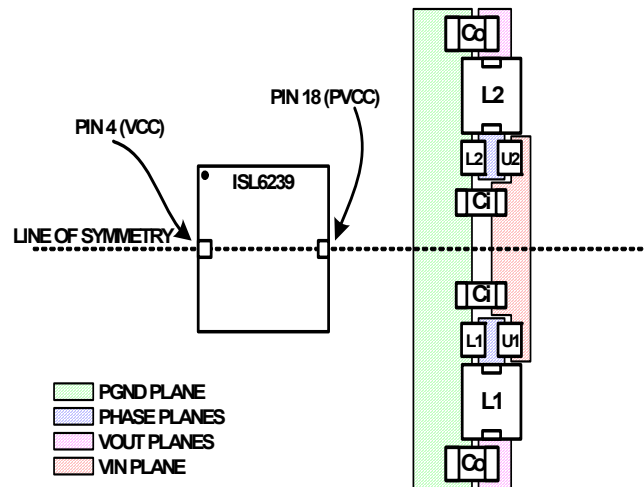 Co
L2
PIN 18 (PVCC)
PIN 4 (VCC)
L2
U2
ISL6239
Ci
LINE OF SYMMETRY
Ci
L1
U1
PGND PLANE
PHASE PLANES
L1
VOUT PLANES
VIN PLANE
Co